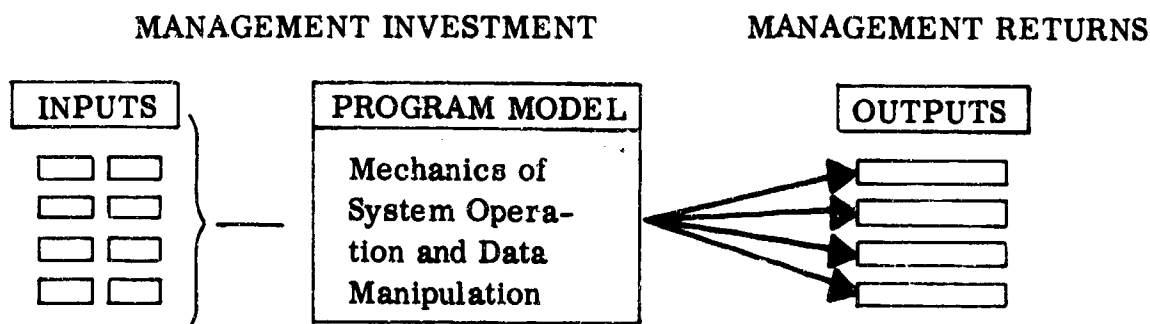 MANAGEMENT INVESTMENT
MANAGEMENT RETURNS
INPUTS
PROGRAM MODEL
OUTPUTS
Mechanics of
System Opera-
tion and Data
Manipulation